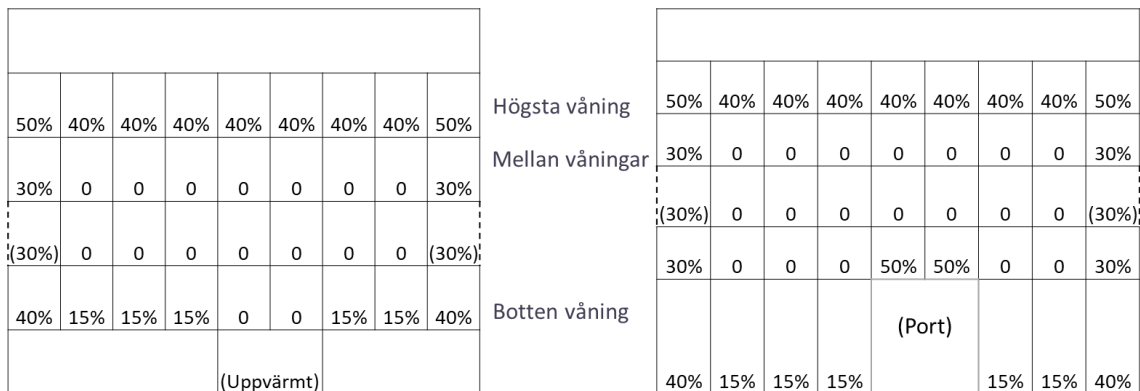 50% 40% 40% 40% 40% 40% 40% 40% 50%
30% 0 0 0 0 0 0 0 30%
(30%) 0 0 0 0 0 0 0 (30%)
40% 15% 15% 15% 0 0 15% 15% 40%
(Uppvärmt)
Högsta våning
Mellan våningar
Botten våning
50% 40% 40% 40% 40% 40% 40% 40% 50%
30% 0 0 0 0 0 0 0 30%
(30%) 0 0 0 0 0 0 0 (30%)
30% 0 0 0 50% 50% 0 0 30%
(Port)
40% 15% 15% 15% 15% 15% 40%